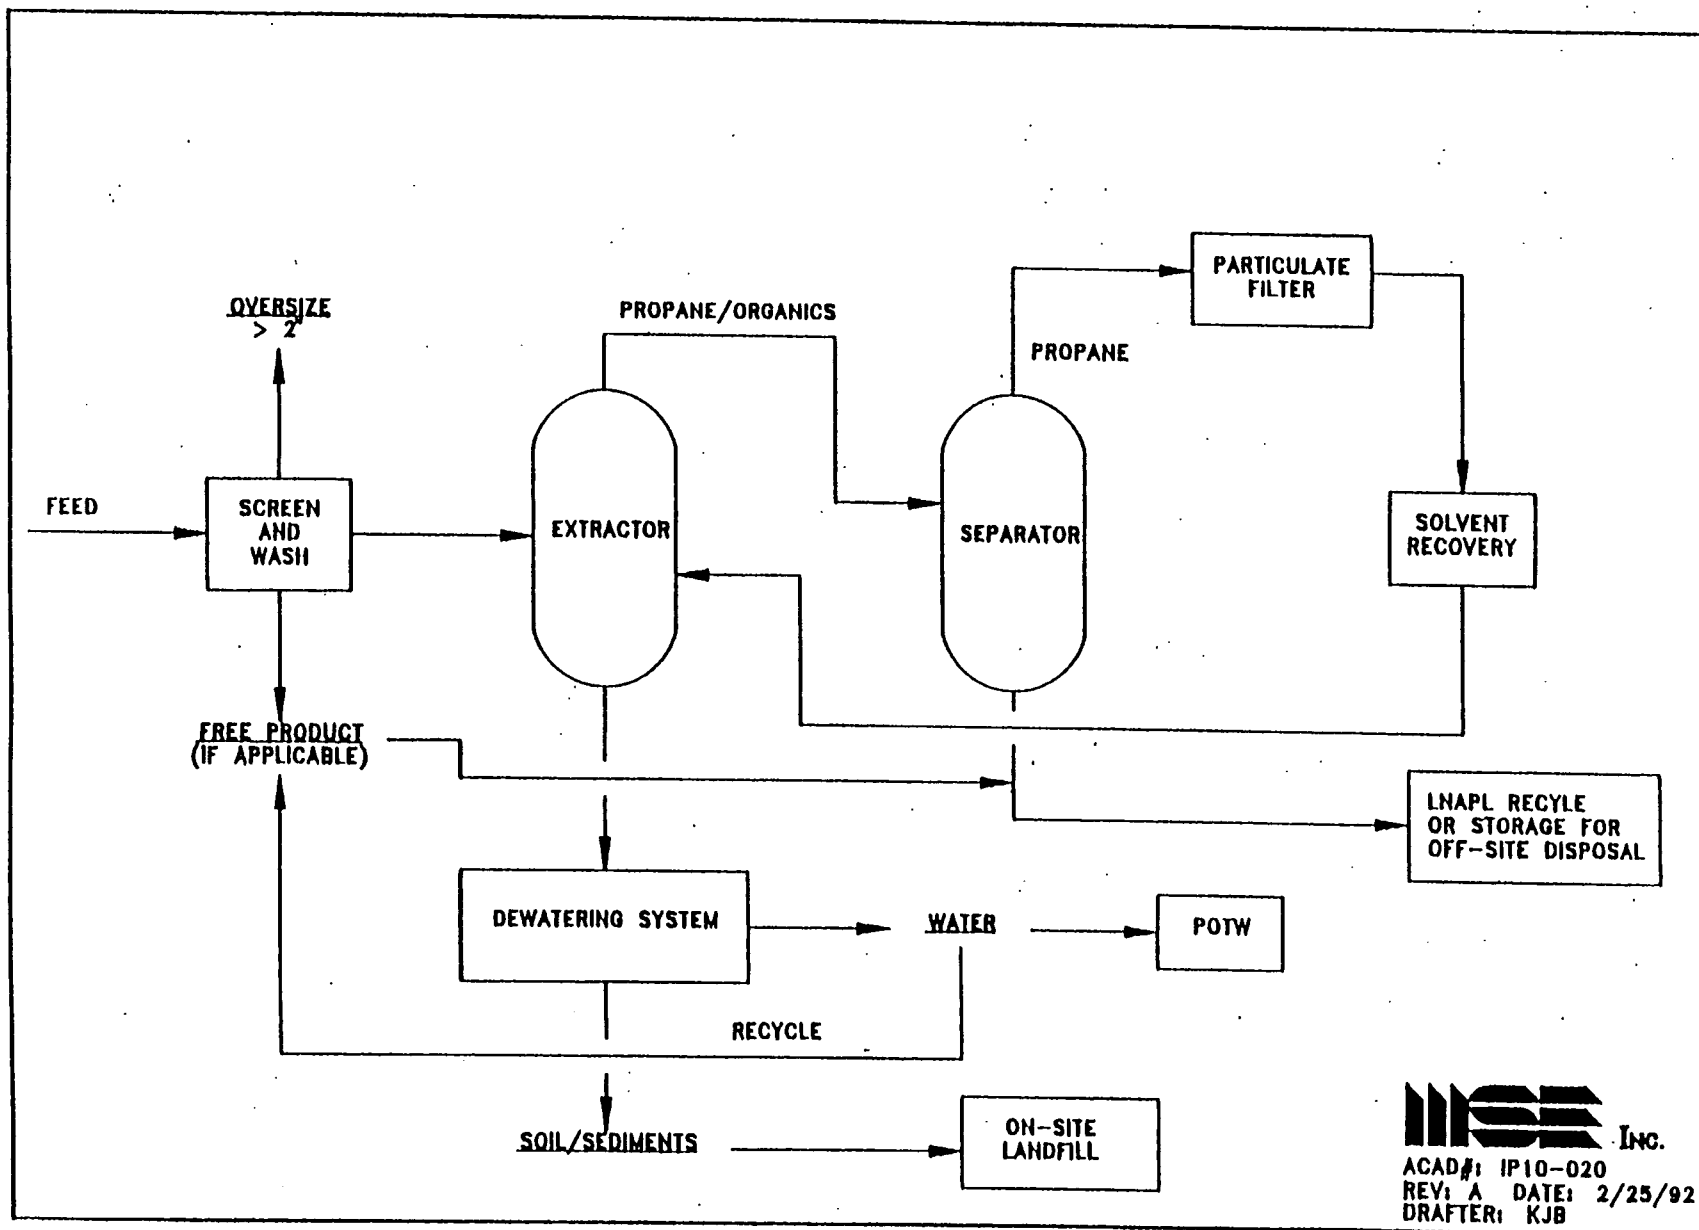 PARTICULATE
FILTER
OVERSIZE
> 2"
PROPANE/ORGANICS
PROPANE
FEED
SCREEN
AND
WASH
EXTRACTOR
SEPARATOR
SOLVENT
RECOVERY
FREE PRODUCT
(IF APPLICABLE)
LNAPL RECYLE
OR STORAGE FOR
OFF-SITE DISPOSAL
DEWATERING SYSTEM
WATER
POTW
RECYCLE
SOIL/SEDIMENTS
ON-SITE
LANDFILL
MSE INC.
ACAD#: IP10-020
REV: A DATE: 2/25/92
DRAFTER: KJB